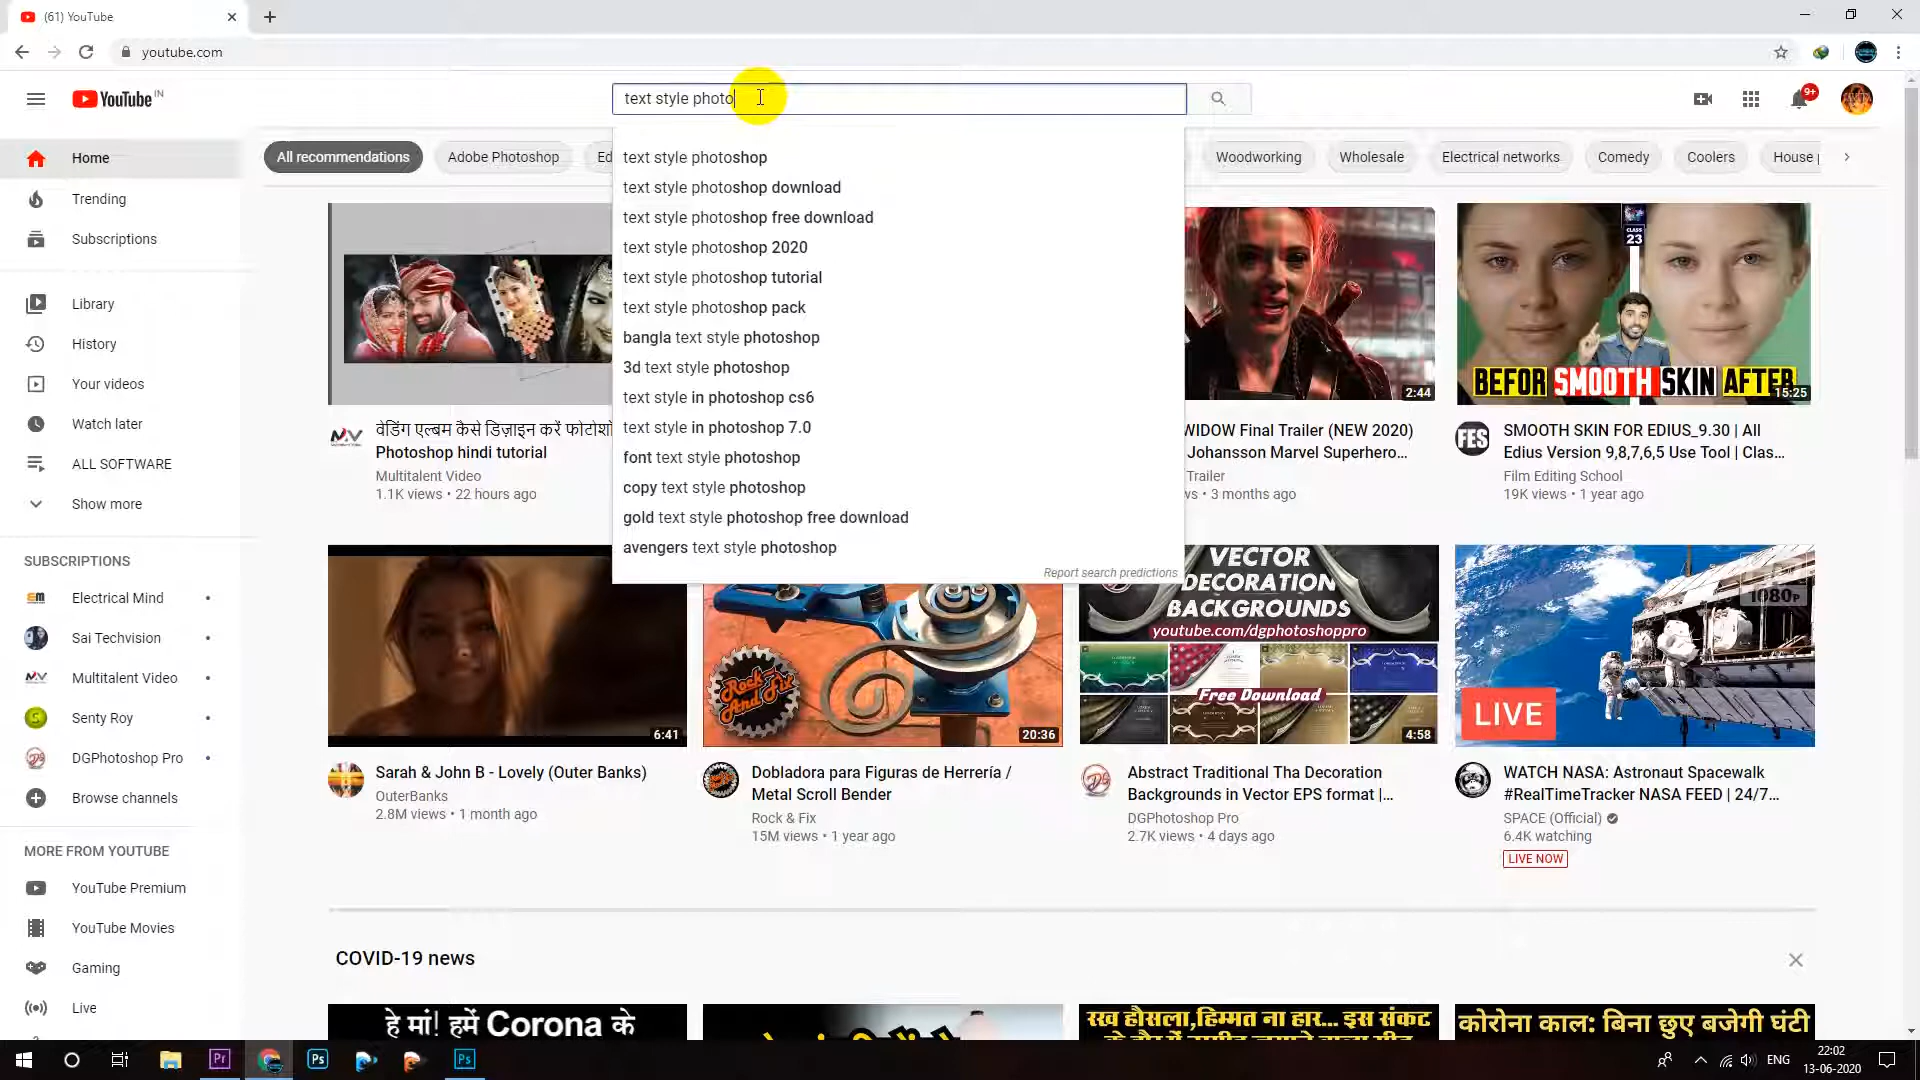 (61) YouTube
youtube.com
YouTube IN
text style photo
9+
Home
Trending
Subscriptions
Library
History
Your videos
Watch later
ALL SOFTWARE
Show more
SUBSCRIPTIONS
Electrical Mind
Sai Techvision
Multitalent Video
Senty Roy
DGPhotoshop Pro
Browse channels
MORE FROM YOUTUBE
YouTube Premium
YouTube Movies
Gaming
Live
All recommendations
Adobe Photoshop
Ed
Woodworking
Wholesale
Electrical networks
Comedy
Coolers
House
text style photoshop
text style photoshop download
text style photoshop free download
text style photoshop 2020
text style photoshop tutorial
text style photoshop pack
bangla text style photoshop
3d text style photoshop
text style in photoshop cs6
text style in photoshop 7.0
font text style photoshop
copy text style photoshop
gold text style photoshop free download
avengers text style photoshop
Report search predictions
वेडिंग एल्बम कैसे डिज़ाइन करें फोटोशॉ
Photoshop hindi tutorial
Multitalent Video
1.1K views • 22 hours ago
2:44
WIDOW Final Trailer (NEW 2020)
Johansson Marvel Superhero...
Trailer
ws • 3 months ago
CLASS
23
BEFOR SMOOTH SKIN AFTER
15:25
FES
SMOOTH SKIN FOR EDIUS_9.30 | All
Edius Version 9,8,7,6,5 Use Tool | Clas...
Film Editing School
19K views • 1 year ago
6:41
Sarah & John B - Lovely (Outer Banks)
OuterBanks
2.8M views • 1 month ago
Rock
And Fix
20:36
Dobladora para Figuras de Herrería /
Metal Scroll Bender
Rock & Fix
15M views • 1 year ago
VECTOR
DECORATION
BACKGROUNDS
youtube.com/dgphotoshoppro
Free Download
4:58
Abstract Traditional Tha Decoration
Backgrounds in Vector EPS format |...
DGPhotoshop Pro
2.7K views • 4 days ago
1080p
LIVE
WATCH NASA: Astronaut Spacewalk
#RealTimeTracker NASA FEED | 24/7...
SPACE (Official)
6.4K watching
LIVE NOW
COVID-19 news
हे मां! हमें Corona के
रख हौसला,हिम्मत ना हार... इस संकट
कोरोना काल: बिना छुए बजेगी घंटी
Pr
Ps
Ps
ENG
22:02
13-06-2020